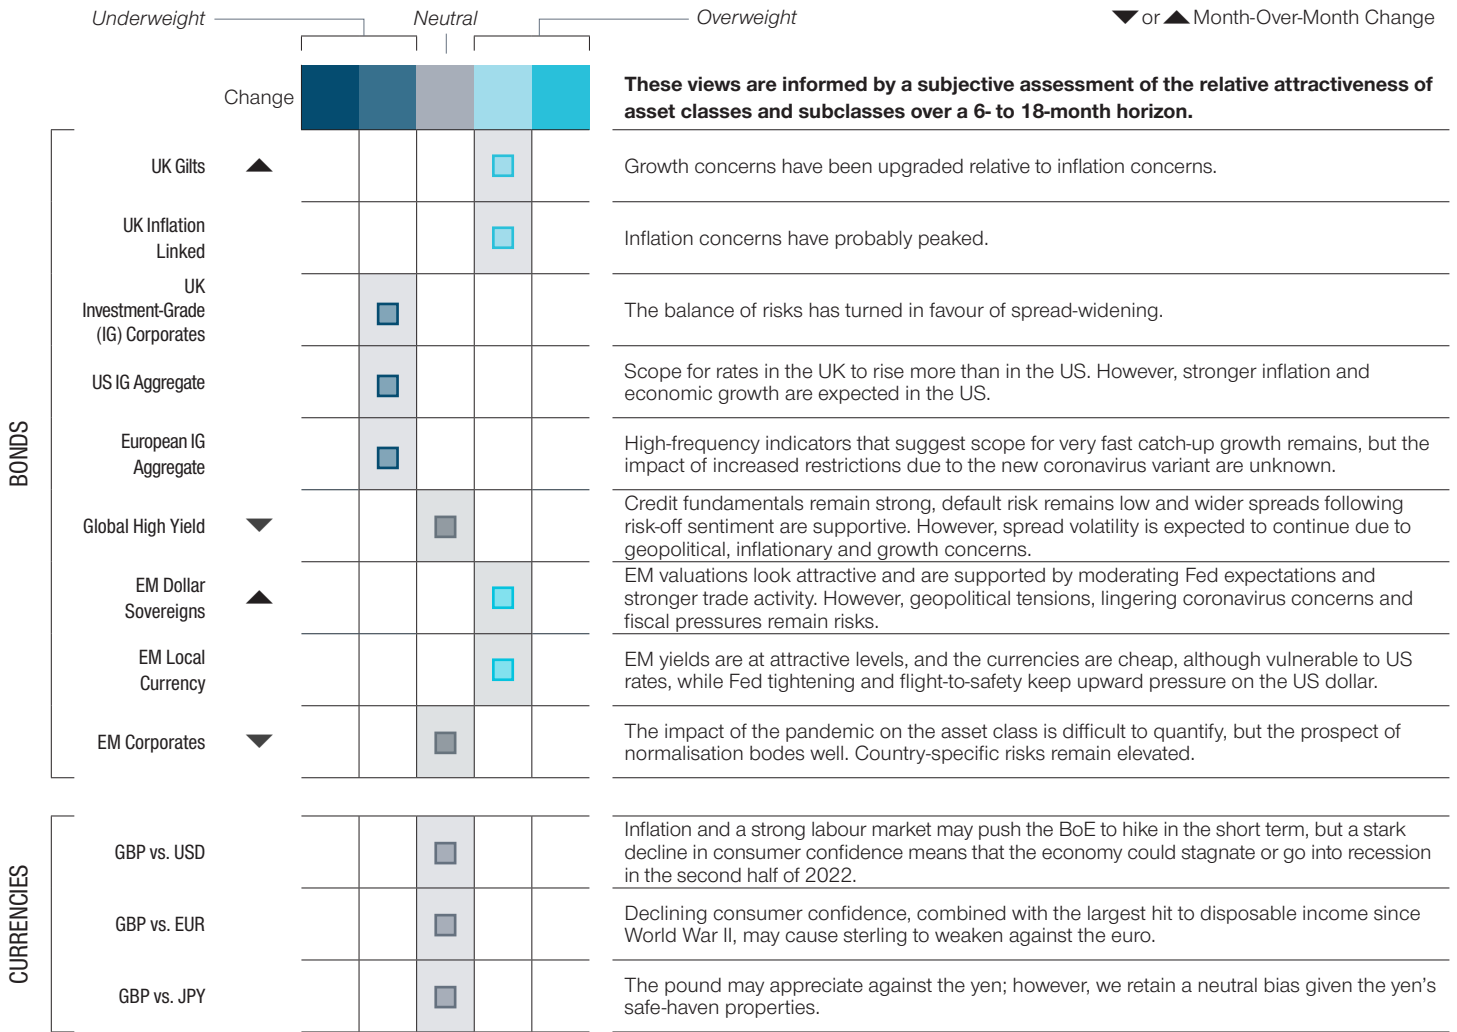 Underweight
Neutral
Overweight
▼ or ▲ Month-Over-Month Change
Change
These views are informed by a subjective assessment of the relative attractiveness of
asset classes and subclasses over a 6- to 18-month horizon.
BONDS
UK Gilts ▲
Growth concerns have been upgraded relative to inflation concerns.
UK Inflation
Linked
Inflation concerns have probably peaked.
UK
Investment-Grade
(IG) Corporates
The balance of risks has turned in favour of spread-widening.
US IG Aggregate
Scope for rates in the UK to rise more than in the US. However, stronger inflation and
economic growth are expected in the US.
European IG
Aggregate
High-frequency indicators that suggest scope for very fast catch-up growth remains, but the
impact of increased restrictions due to the new coronavirus variant are unknown.
Global High Yield ▼
Credit fundamentals remain strong, default risk remains low and wider spreads following
risk-off sentiment are supportive. However, spread volatility is expected to continue due to
geopolitical, inflationary and growth concerns.
EM Dollar
Sovereigns ▲
EM valuations look attractive and are supported by moderating Fed expectations and
stronger trade activity. However, geopolitical tensions, lingering coronavirus concerns and
fiscal pressures remain risks.
EM Local
Currency
EM yields are at attractive levels, and the currencies are cheap, although vulnerable to US
rates, while Fed tightening and flight-to-safety keep upward pressure on the US dollar.
EM Corporates ▼
The impact of the pandemic on the asset class is difficult to quantify, but the prospect of
normalisation bodes well. Country-specific risks remain elevated.
CURRENCIES
GBP vs. USD
Inflation and a strong labour market may push the BoE to hike in the short term, but a stark
decline in consumer confidence means that the economy could stagnate or go into recession
in the second half of 2022.
GBP vs. EUR
Declining consumer confidence, combined with the largest hit to disposable income since
World War II, may cause sterling to weaken against the euro.
GBP vs. JPY
The pound may appreciate against the yen; however, we retain a neutral bias given the yen's
safe-haven properties.